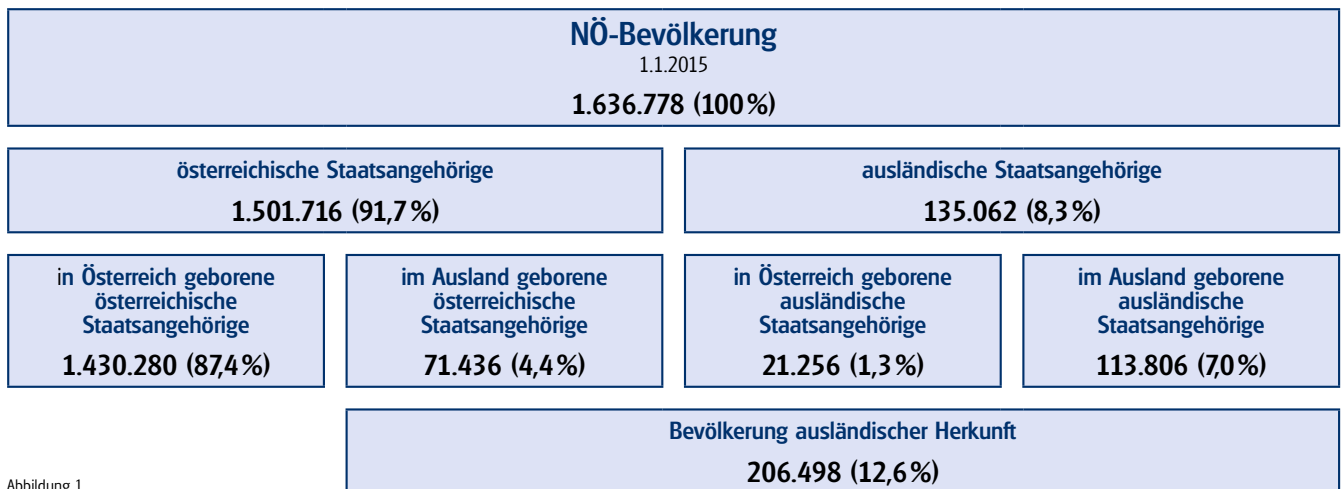 NÖ-Bevölkerung
1.1.2015
1.636.778 (100%)
österreichische Staatsangehörige
1.501.716 (91,7%)
ausländische Staatsangehörige
135.062 (8,3%)
in Österreich geborene
österreichische
Staatsangehörige
1.430.280 (87,4%)
im Ausland geborene
österreichische
Staatsangehörige
71.436 (4,4%)
in Österreich geborene
ausländische
Staatsangehörige
21.256 (1,3%)
im Ausland geborene
ausländische
Staatsangehörige
113.806 (7,0%)
Bevölkerung ausländischer Herkunft
206.498 (12,6%)
Abbildung 1